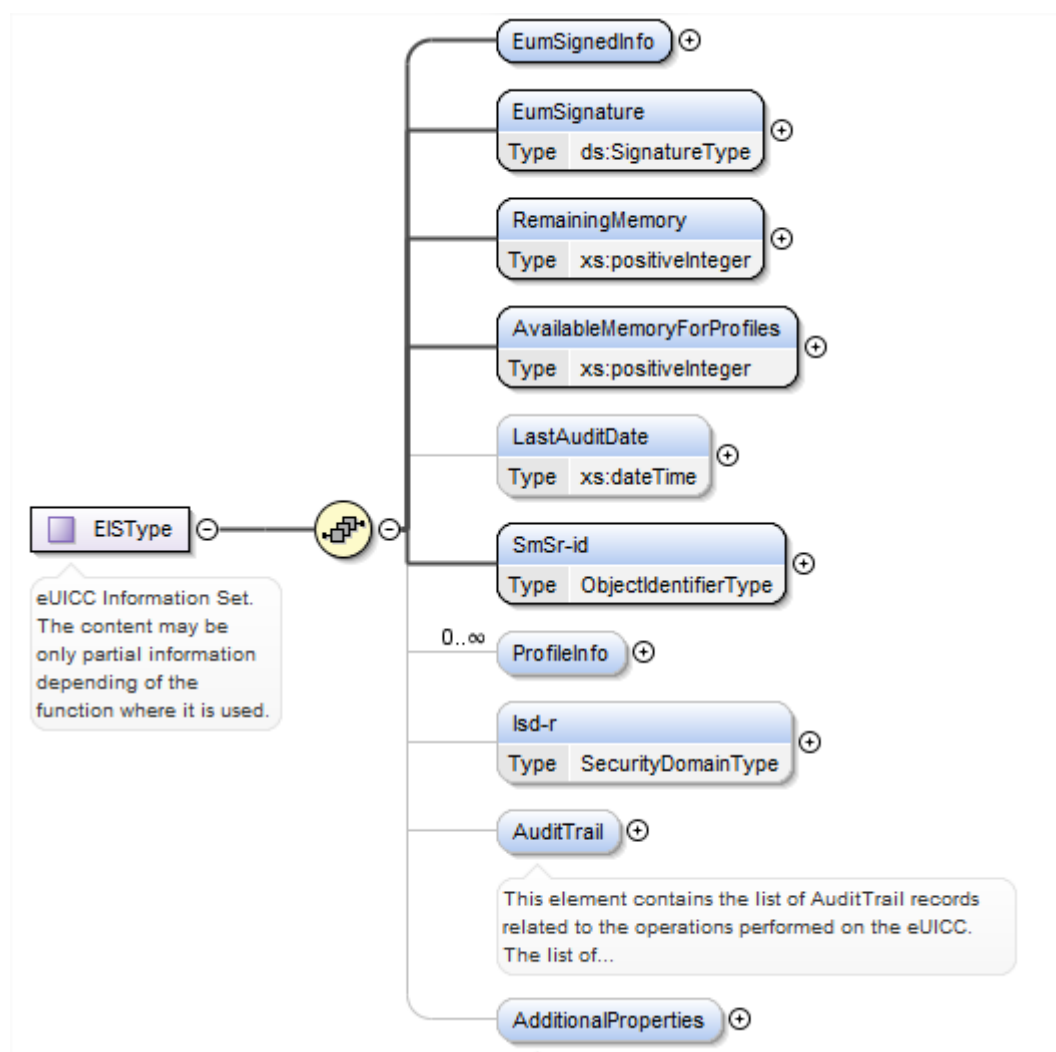 EumSignedInfo
EumSignature
Type ds:SignatureType
RemainingMemory
Type xs:positiveInteger
AvailableMemoryForProfiles
Type xs:positiveInteger
LastAuditDate
Type xs:dateTime
EISType
eUICC Information Set.
The content may be
only partial information
depending of the
function where it is used.
SmSr-id
Type ObjectIdentifierType
0..∞
ProfileInfo
Isd-r
Type SecurityDomainType
AuditTrail
This element contains the list of AuditTrail records
related to the operations performed on the eUICC.
The list of...
AdditionalProperties